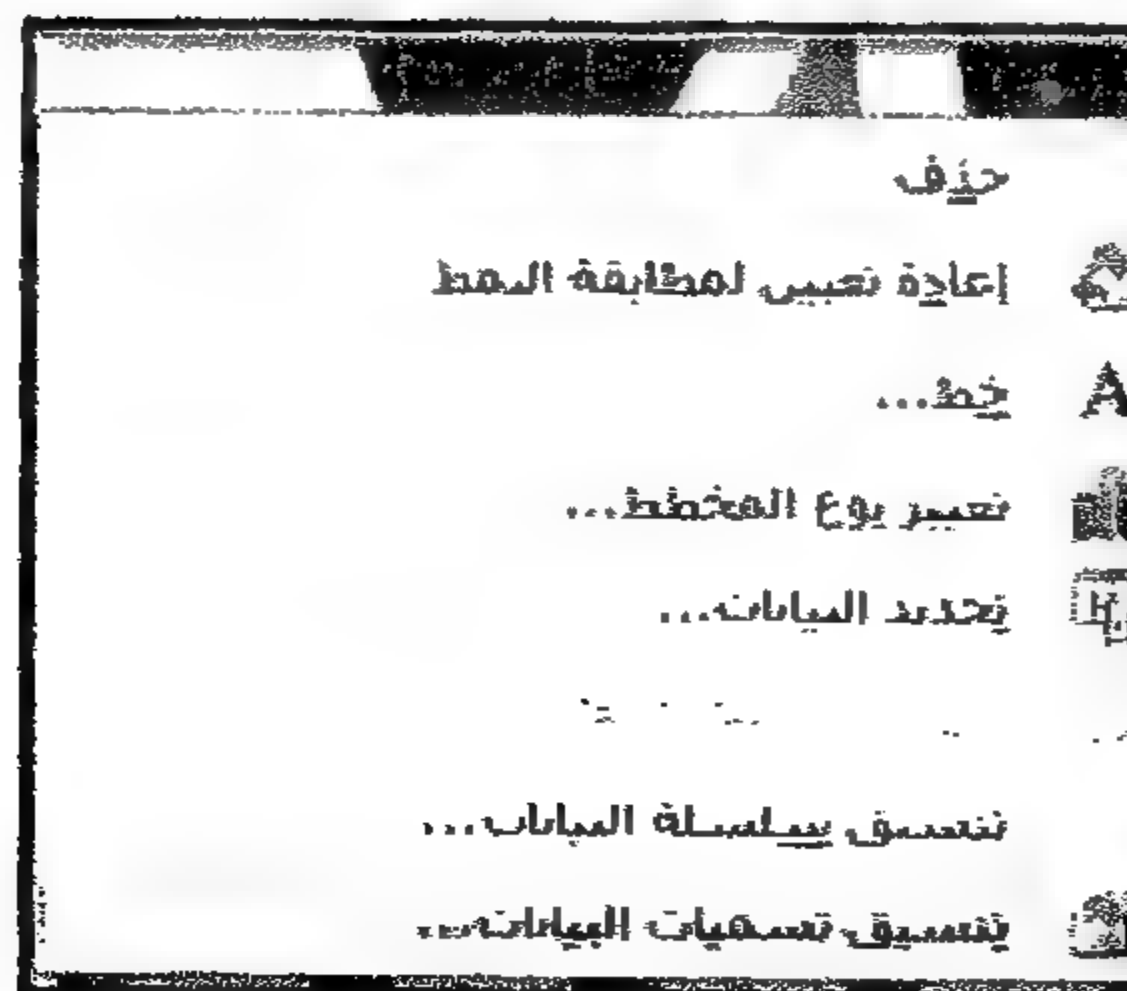 حذف
إعادة تعيين لمطابقة النمط
A
خط...
تغيير نوع المخطط...
تحديد البيانات...
تنسيق سلسلة البيانات...
تنسيق تسميات البيانات...